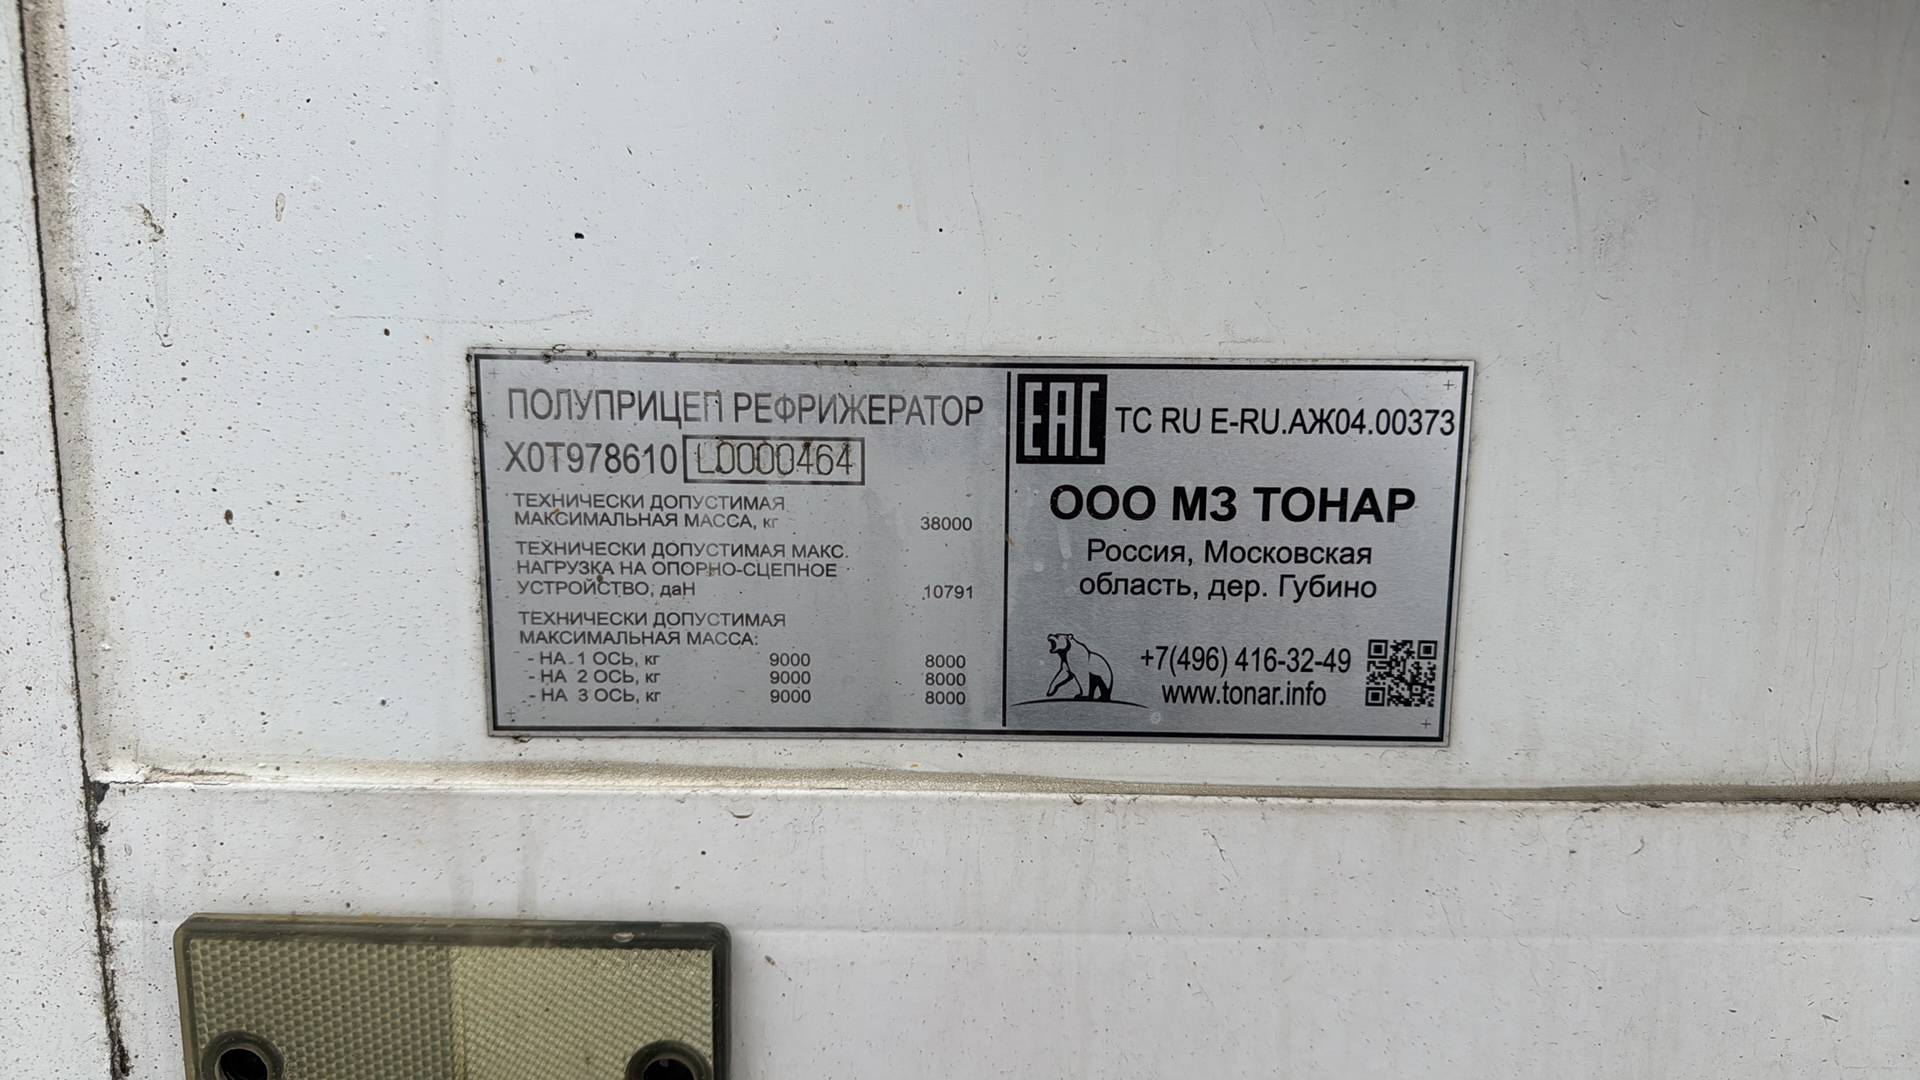 ПОЛУПРИЦЕП РЕФРИЖЕРАТОР
X0T978610 L0000464
ТЕХНИЧЕСКИ ДОПУСТИМАЯ
МАКСИМАЛЬНАЯ МАССА, кг 38000
ТЕХНИЧЕСКИ ДОПУСТИМАЯ МАКС.
НАГРУЗКА НА ОПОРНО-СЦЕПНОЕ
УСТРОЙСТВО, даН 10791
ТЕХНИЧЕСКИ ДОПУСТИМАЯ
МАКСИМАЛЬНАЯ МАССА:
- НА 1 ОСЬ, кг 9000 8000
- НА 2 ОСЬ, кг 9000 8000
- НА 3 ОСЬ, кг 9000 8000
EAC ТС RU E-RU.АЖ04.00373
ООО МЗ ТОНАР
Россия, Московская
область, дер. Губино
+7(496) 416-32-49
www.tonar.info